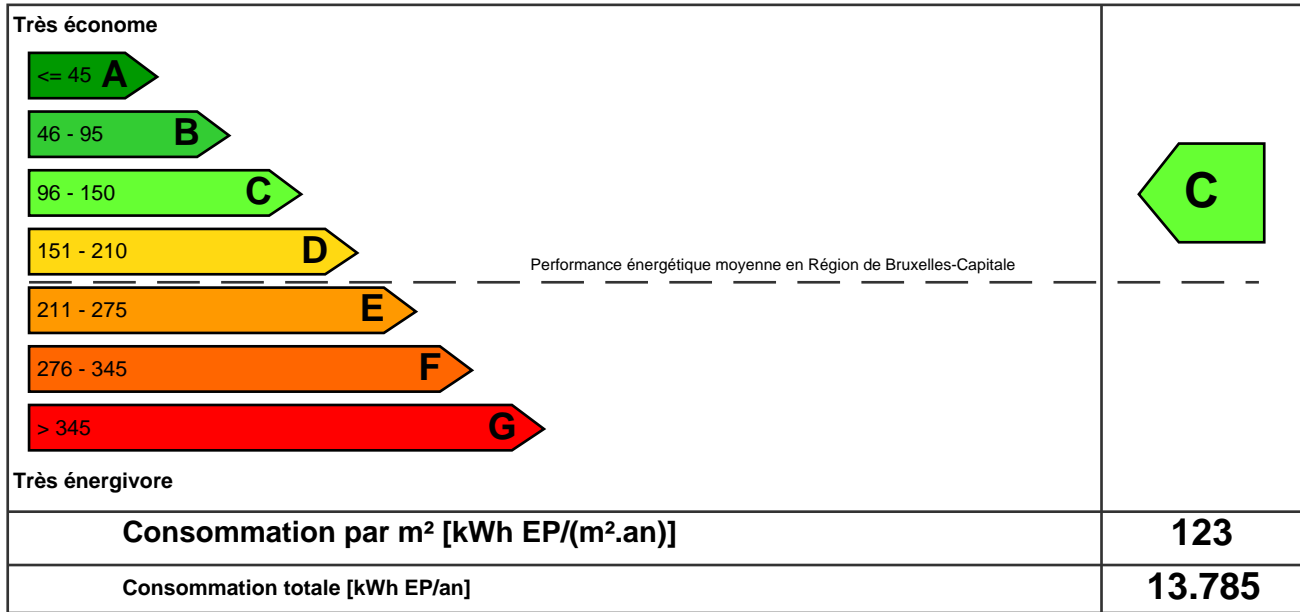 Très économe
<= 45 A
46 - 95 B
96 - 150 C
C
151 - 210 D
Performance énergétique moyenne en Région de Bruxelles-Capitale
211 - 275 E
276 - 345 F
> 345 G
Très énergivore
Consommation par m² [kWh EP/(m².an)] 123
Consommation totale [kWh EP/an] 13.785